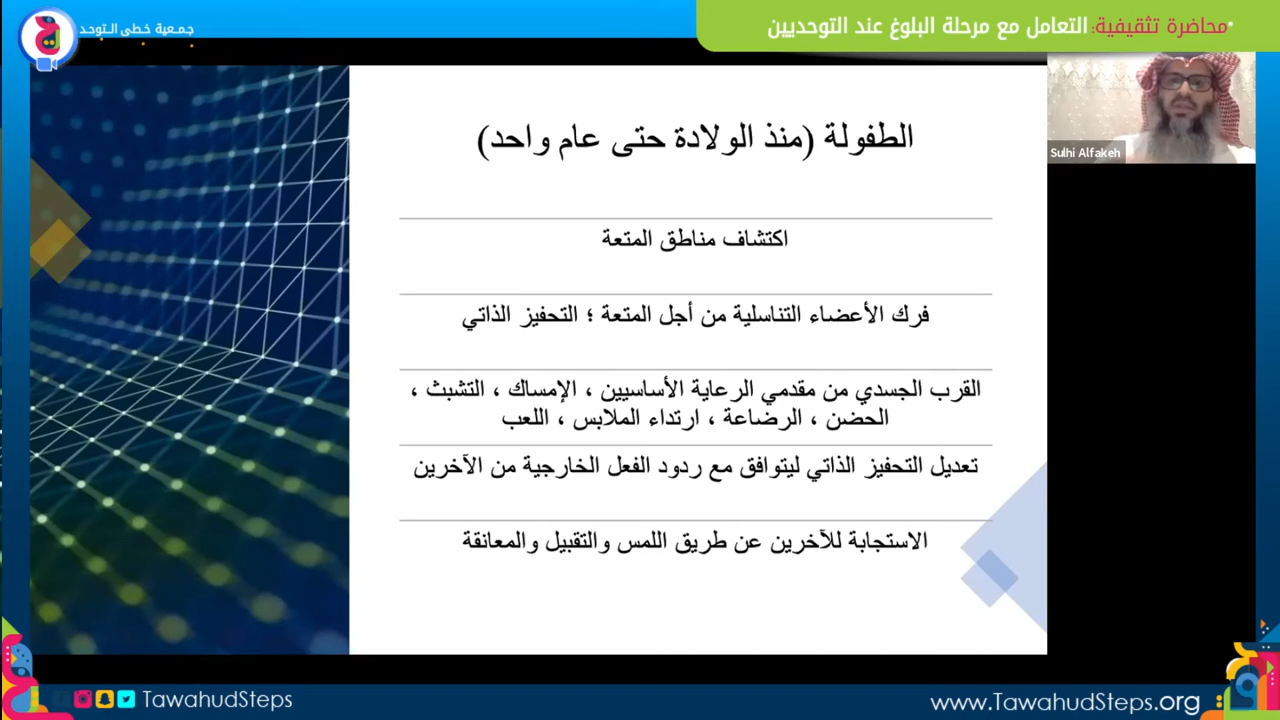 محاضرة تثقيفية: التعامل مع مرحلة البلوغ عند التوحديين
جمعية خطى التوحد
Sulhi Alfakeh
الطفولة (منذ الولادة حتى عام واحد)
اكتشاف مناطق المتعة
فرك الأعضاء التناسلية من أجل المتعة ؛ التحفيز الذاتي
القرب الجسدي من مقدمي الرعاية الأساسيين ، الإمساك ، التشبث ،
الحضن ، الرضاعة ، ارتداء الملابس ، اللعب
تعديل التحفيز الذاتي ليتوافق مع ردود الفعل الخارجية من الآخرين
الاستجابة للآخرين عن طريق اللمس والتقبيل والمعانقة
TawahudSteps
www.TawahudSteps.org